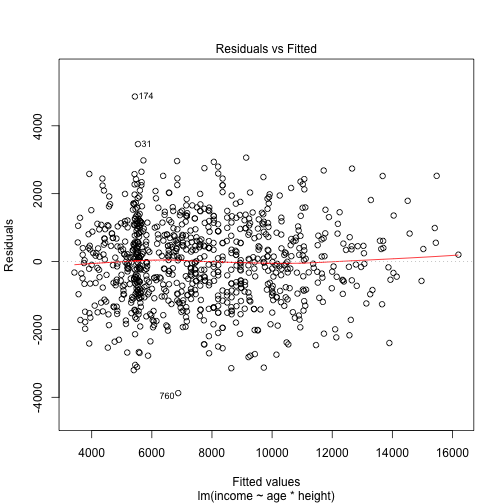 Residuals vs Fitted
174
31
760
Residuals
4000
2000
0
-2000
-4000
4000 6000 8000 10000 12000 14000 16000
Fitted values
lm(income ~ age * height)